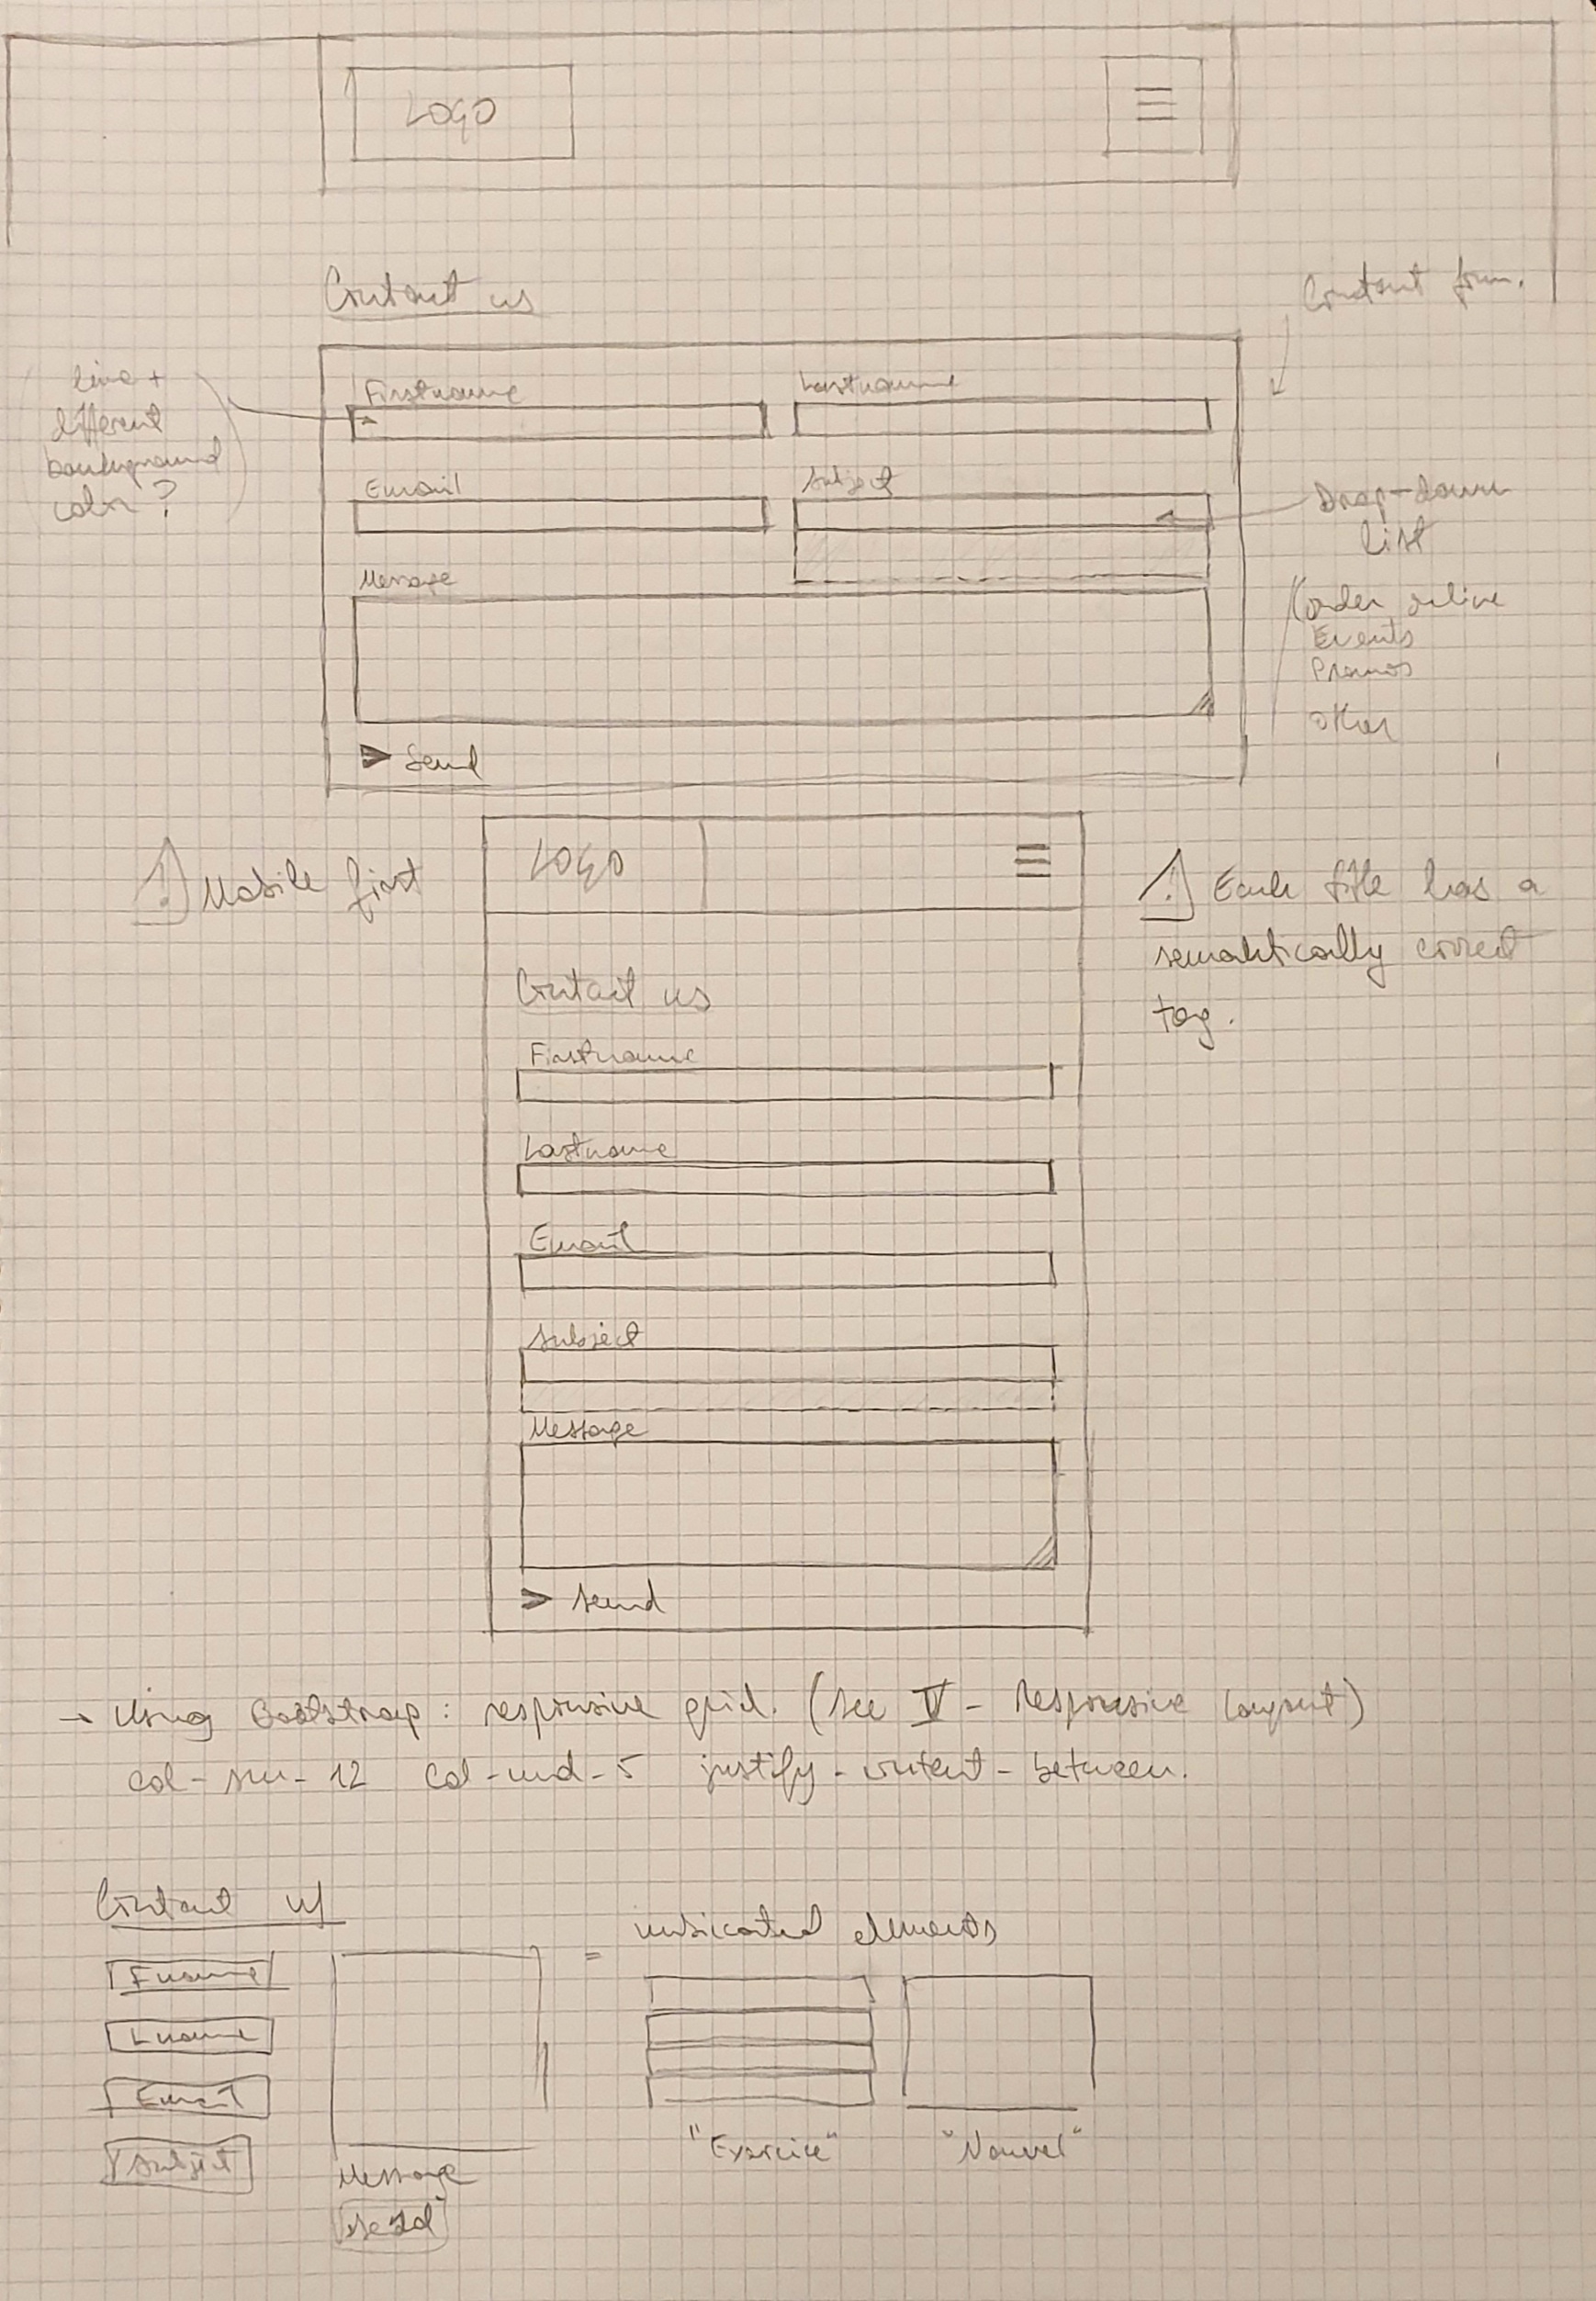 LOGO
Contact us
Contact form.
line +
different
background
color ?
Firstname
Lastname
Email
Subject
Drop-down
list
(order online
Events
Promos
other
Message
Send
! Mobile first
LOGO
! Each title has a
semantically correct
tag.
Contact us
Firstname
Lastname
Email
Subject
Message
> Send
→ Using Bootstrap : responsive grid. (see IV - Responsive Layout)
col-sm-12 col-md-5 justify-content-between.
Contact us
Fname
Lname
Email
Subject
Message
send
= elements
"Exercice" "Nouvel"